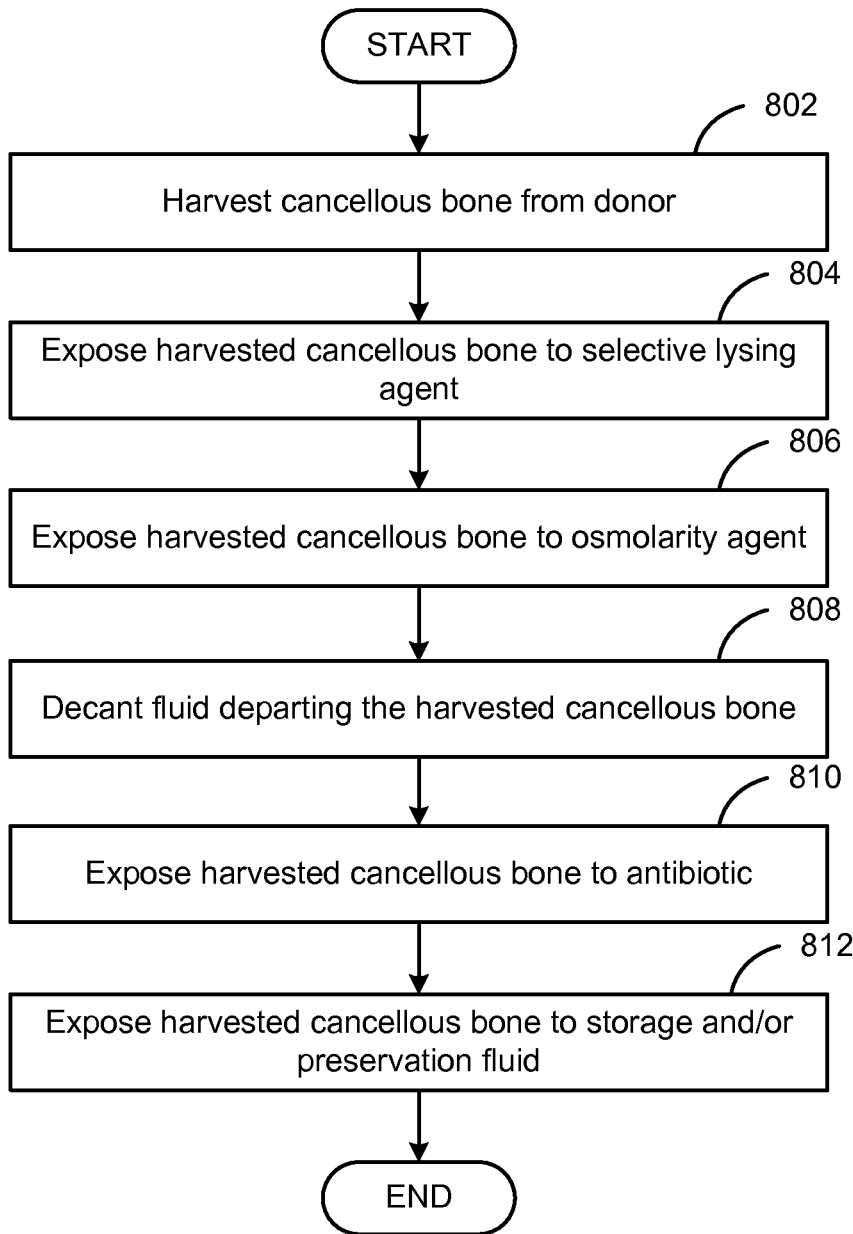 START
802
Harvest cancellous bone from donor
804
Expose harvested cancellous bone to selective lysing
agent
806
Expose harvested cancellous bone to osmolarity agent
808
Decant fluid departing the harvested cancellous bone
810
Expose harvested cancellous bone to antibiotic
812
Expose harvested cancellous bone to storage and/or
preservation fluid
END